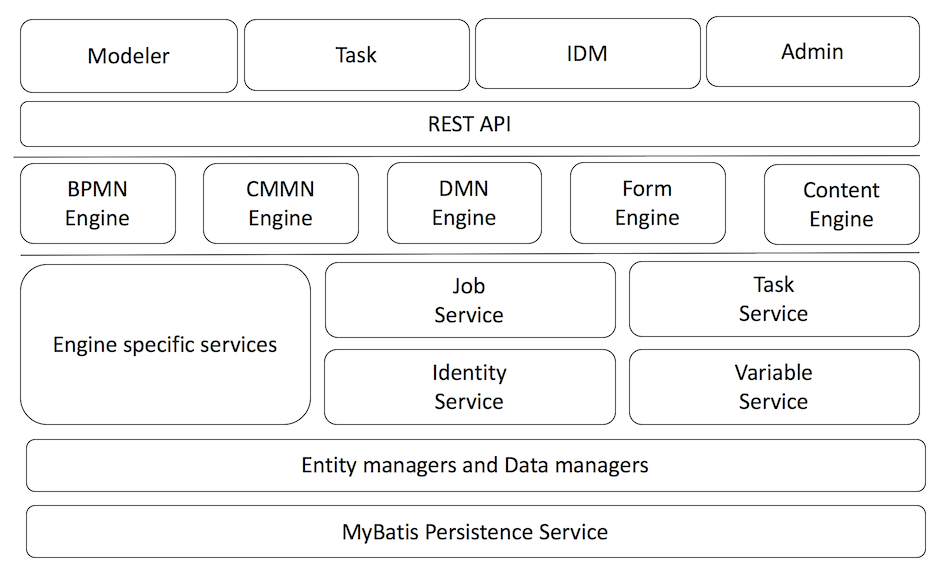 Modeler
Task
IDM
Admin
REST API
BPMN
Engine
CMMN
Engine
DMN
Engine
Form
Engine
Content
Engine
Engine specific services
Job
Service
Task
Service
Identity
Service
Variable
Service
Entity managers and Data managers
MyBatis Persistence Service